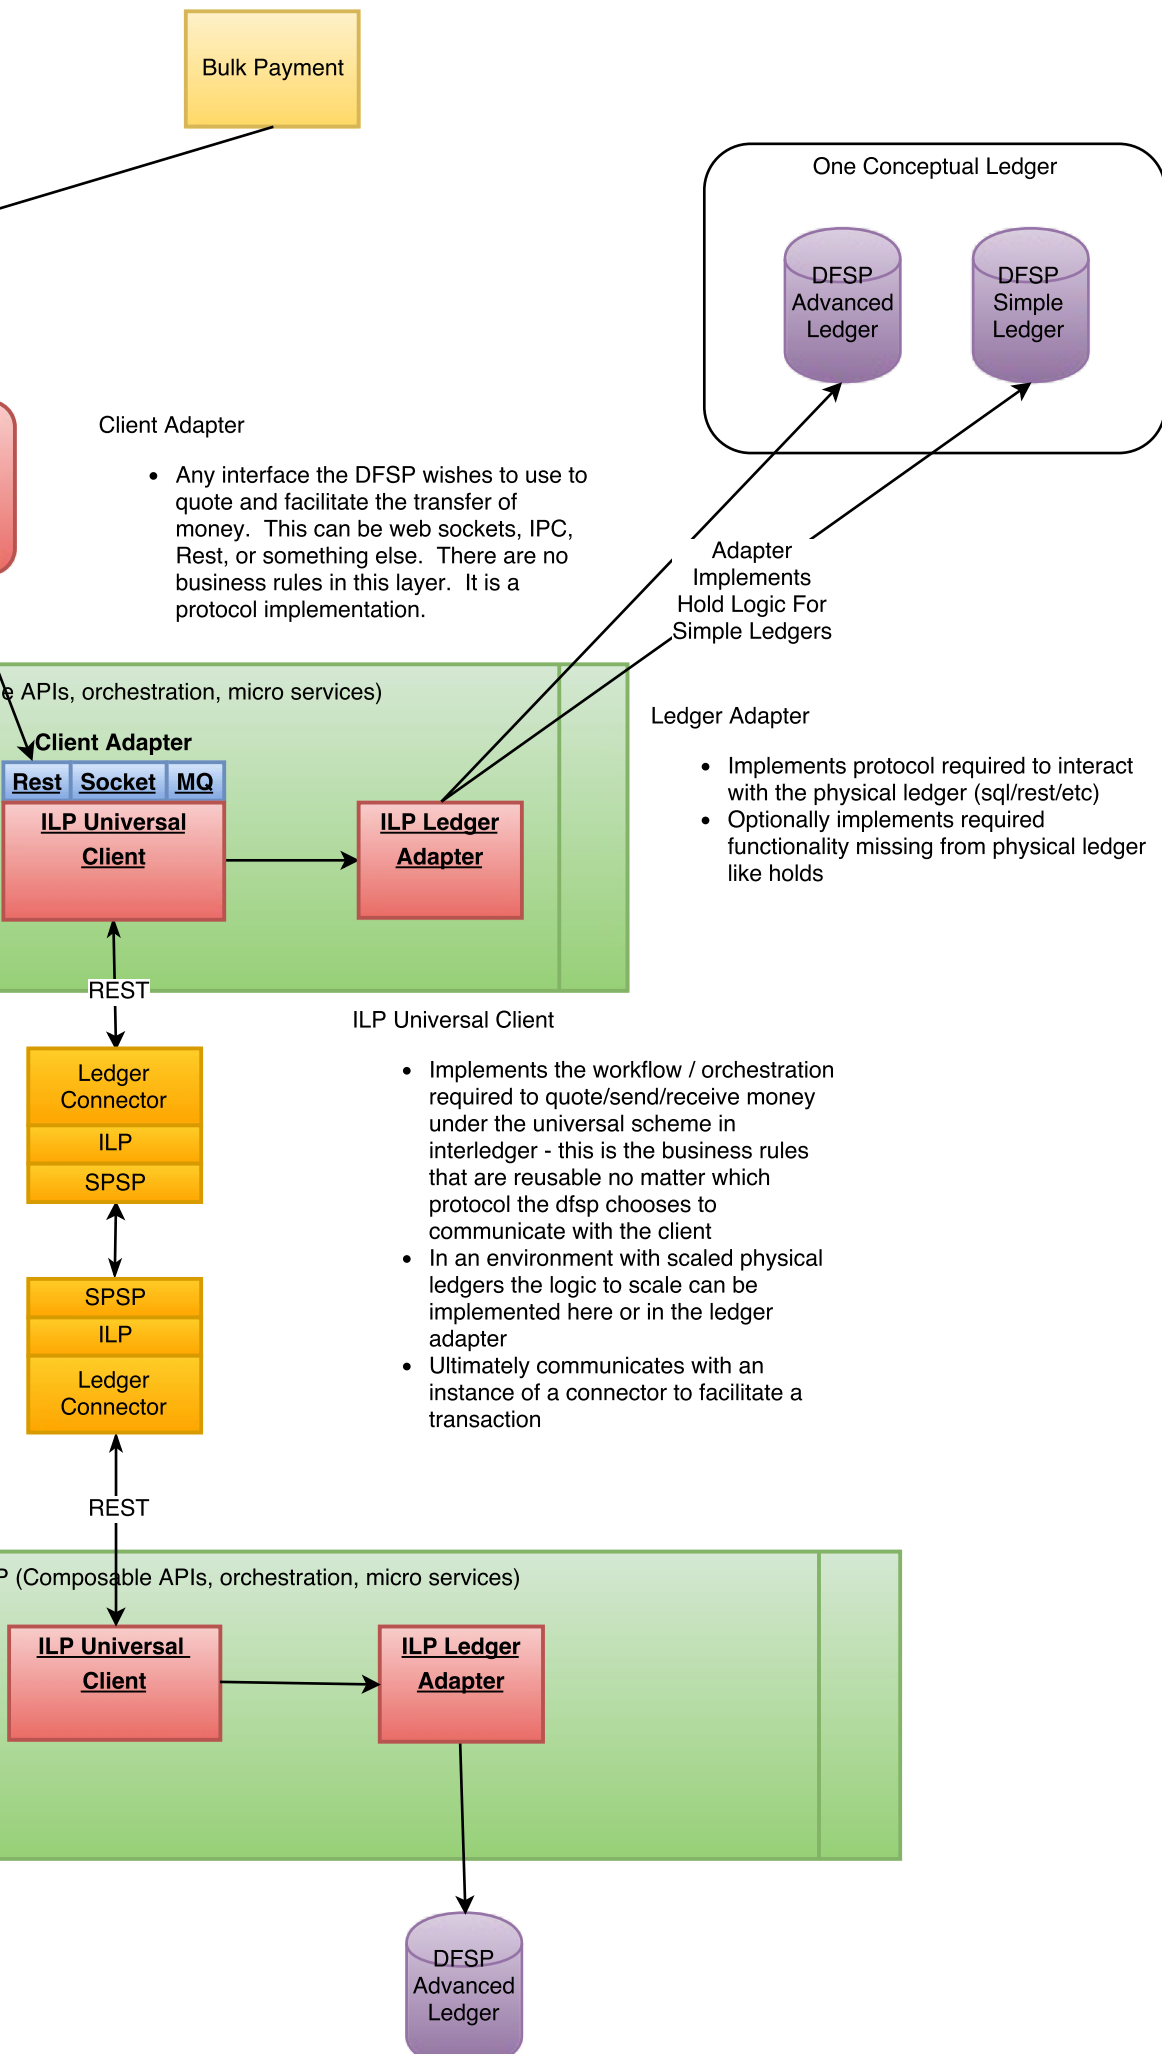 Bulk Payment
One Conceptual Ledger
DFSP
Advanced
Ledger
DFSP
Simple
Ledger
Client Adapter
• Any interface the DFSP wishes to use to
quote and facilitate the transfer of
money.  This can be web sockets, IPC,
Rest, or something else.  There are no
business rules in this layer.  It is a
protocol implementation.
Adapter
Implements
Hold Logic For
Simple Ledgers
e APIs, orchestration, micro services)
Client Adapter
Rest Socket MQ
ILP Universal
Client
ILP Ledger
Adapter
Ledger Adapter
• Implements protocol required to interact
with the physical ledger (sql/rest/etc)
• Optionally implements required
functionality missing from physical ledger
like holds
REST
Ledger
Connector
ILP
SPSP
SPSP
ILP
Ledger
Connector
REST
ILP Universal Client
• Implements the workflow / orchestration
required to quote/send/receive money
under the universal scheme in
interledger - this is the business rules
that are reusable no matter which
protocol the dfsp chooses to
communicate with the client
• In an environment with scaled physical
ledgers the logic to scale can be
implemented here or in the ledger
adapter
• Ultimately communicates with an
instance of a connector to facilitate a
transaction
P (Composable APIs, orchestration, micro services)
ILP Universal
Client
ILP Ledger
Adapter
DFSP
Advanced
Ledger